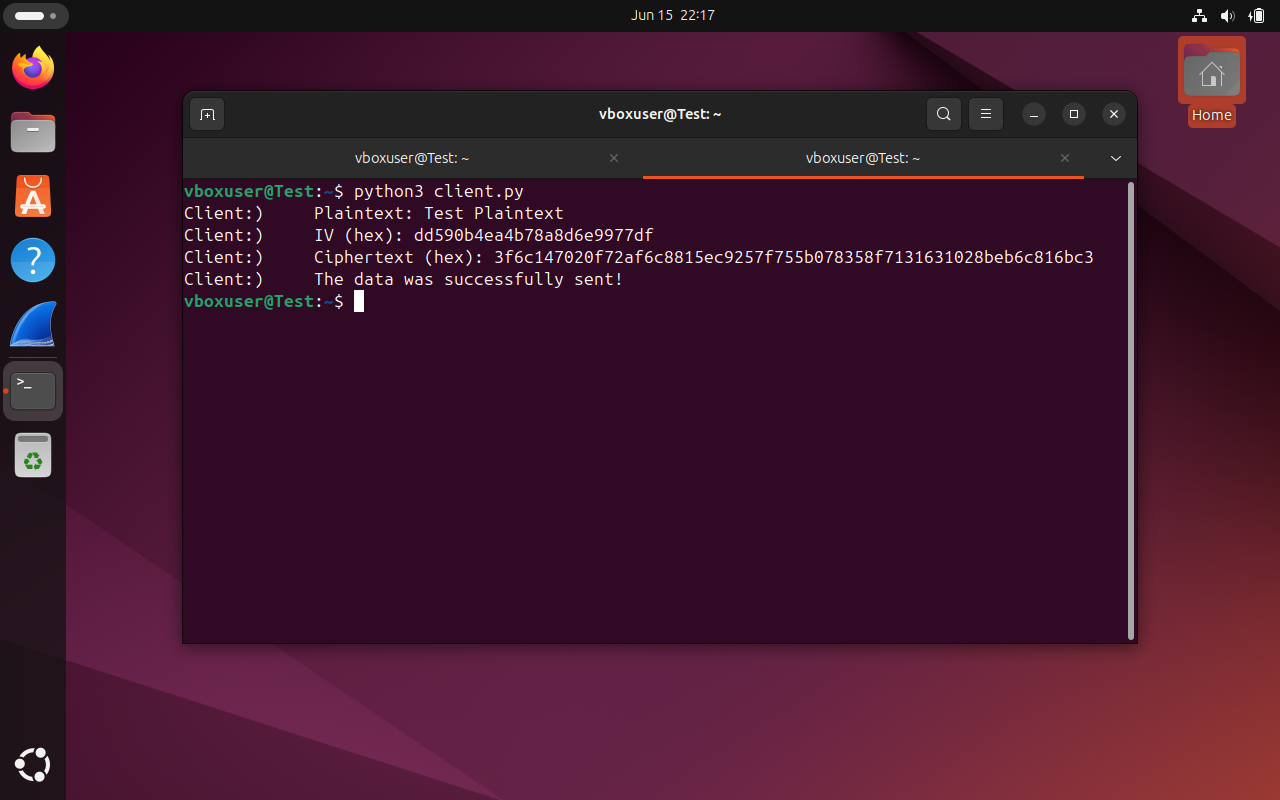 Jun 15 22:17
Home
vboxuser@Test: ~
vboxuser@Test: ~
vboxuser@Test: ~
vboxuser@Test:~$ python3 client.py
Client:) Plaintext: Test Plaintext
Client:) IV (hex): dd590b4ea4b78a8d6e9977df
Client:) Ciphertext (hex): 3f6c147020f72af6c8815ec9257f755b078358f7131631028beb6c816bc3
Client:) The data was successfully sent!
vboxuser@Test:~$